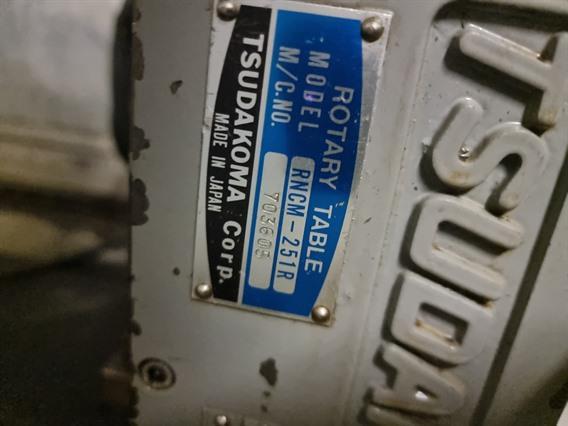 ROTARY TABLE
MODEL RNCM-251R
M/C.NO. 703603
TSUDAKOMA Corp.
MADE IN JAPAN
TSUDA